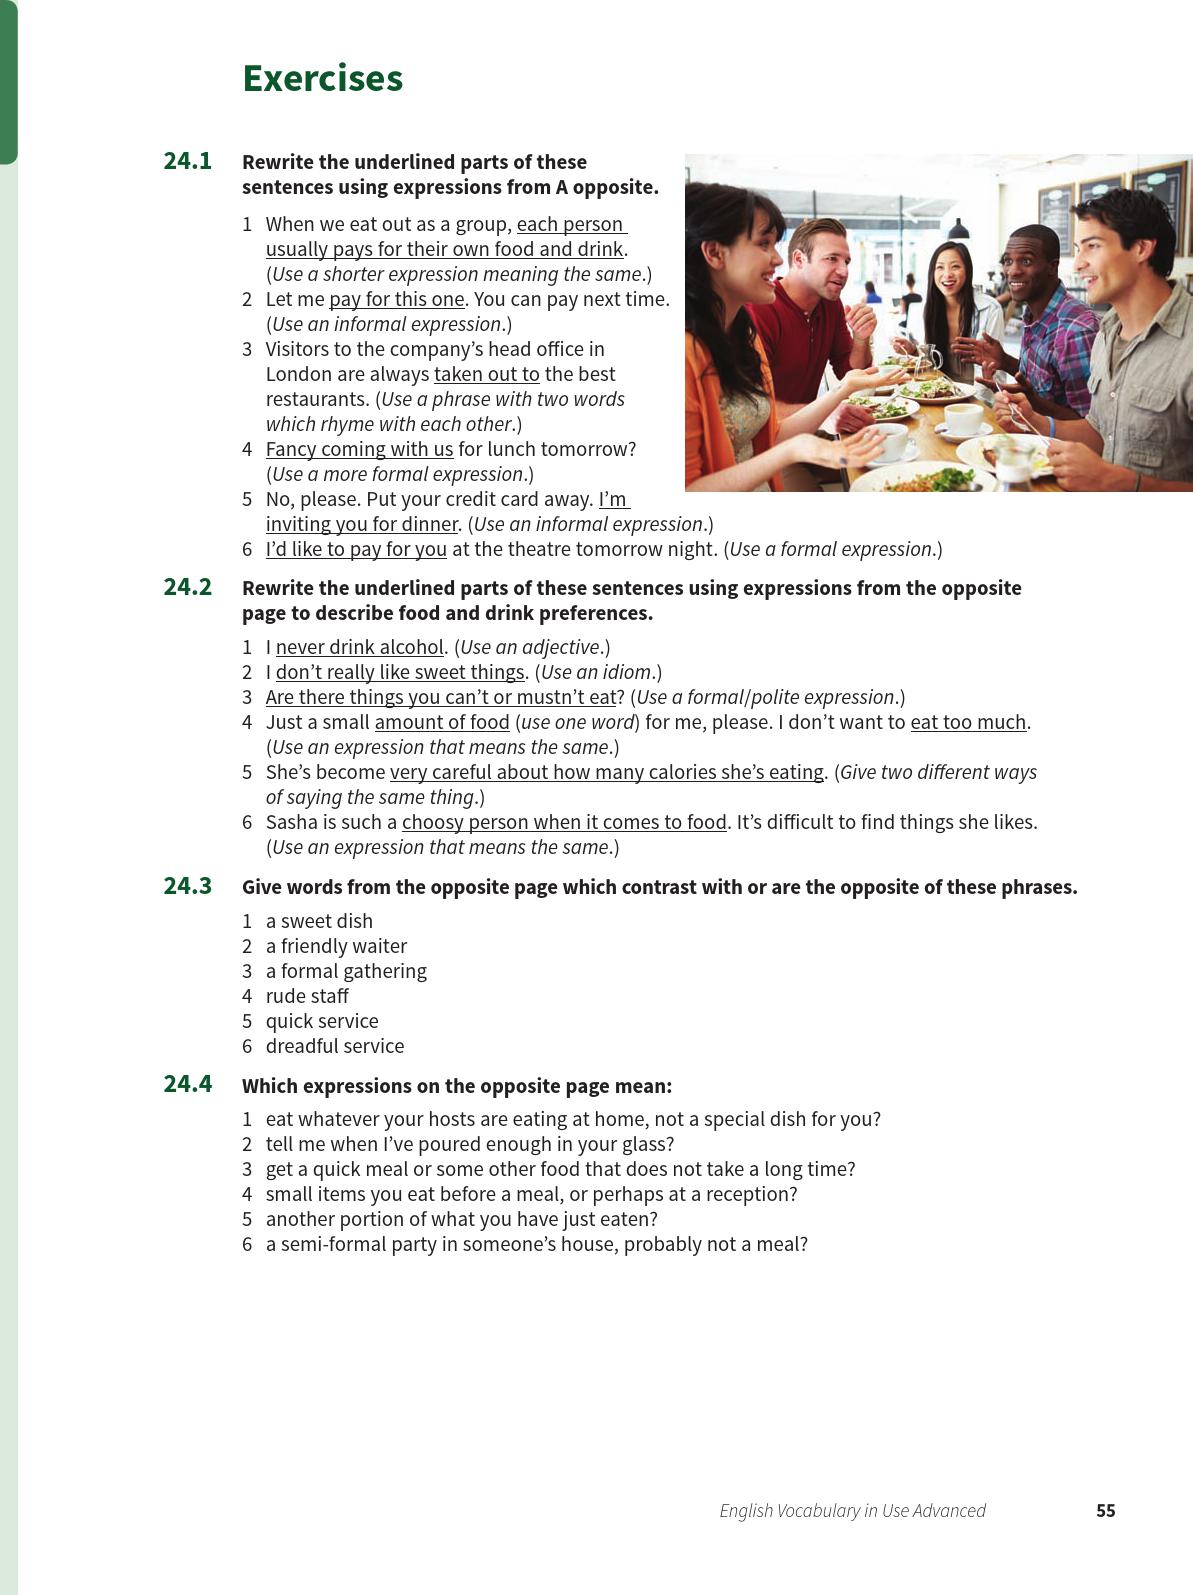 Exercises
24.1 Rewrite the underlined parts of these
sentences using expressions from A opposite.
1 When we eat out as a group, each person
usually pays for their own food and drink.
(Use a shorter expression meaning the same.)
2 Let me pay for this one. You can pay next time.
(Use an informal expression.)
3 Visitors to the company's head office in
London are always taken out to the best
restaurants. (Use a phrase with two words
which rhyme with each other.)
4 Fancy coming with us for lunch tomorrow?
(Use a more formal expression.)
5 No, please. Put your credit card away. I'm
inviting you for dinner. (Use an informal expression.)
6 I'd like to pay for you at the theatre tomorrow night. (Use a formal expression.)
24.2 Rewrite the underlined parts of these sentences using expressions from the opposite
page to describe food and drink preferences.
1 I never drink alcohol. (Use an adjective.)
2 I don't really like sweet things. (Use an idiom.)
3 Are there things you can't or mustn't eat? (Use a formal/polite expression.)
4 Just a small amount of food (use one word) for me, please. I don't want to eat too much.
(Use an expression that means the same.)
5 She's become very careful about how many calories she's eating. (Give two different ways
of saying the same thing.)
6 Sasha is such a choosy person when it comes to food. It's difficult to find things she likes.
(Use an expression that means the same.)
24.3 Give words from the opposite page which contrast with or are the opposite of these phrases.
1 a sweet dish
2 a friendly waiter
3 a formal gathering
4 rude staff
5 quick service
6 dreadful service
24.4 Which expressions on the opposite page mean:
1 eat whatever your hosts are eating at home, not a special dish for you?
2 tell me when I've poured enough in your glass?
3 get a quick meal or some other food that does not take a long time?
4 small items you eat before a meal, or perhaps at a reception?
5 another portion of what you have just eaten?
6 a semi-formal party in someone's house, probably not a meal?
English Vocabulary in Use Advanced 55